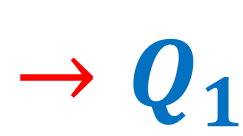 → Q₁